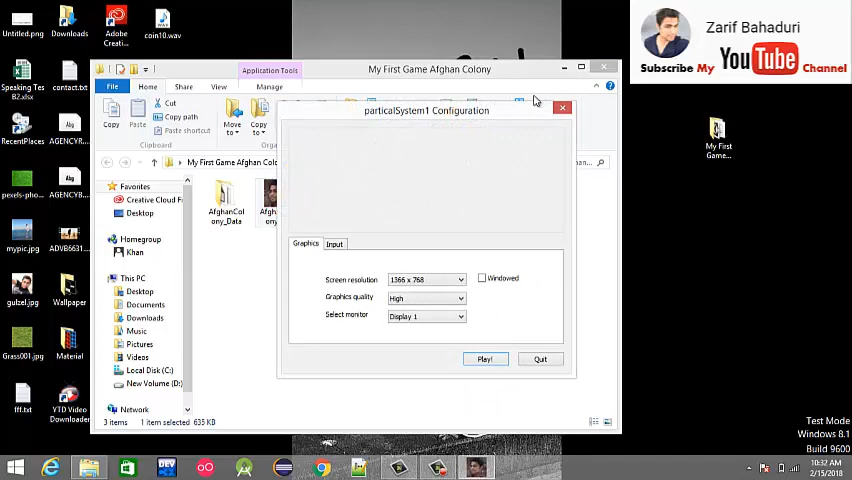 Untitled.png
Downloads
Adobe
Creati...
coin10.wav
Zarif Bahaduri
Subscribe My YouTube Channel
Speaking Tes
B2.xlsx
contact.txt
RecentPlaces
Abg
AGENCYR...
pexels-pho...
Abg
AGENCYB...
mypic.jpg
ADVB6631...
gulzel.jpg
Wallpaper
Grass001.jpg
Material
fff.txt
YTD Video
Downloader
My First
Game...
Application Tools
My First Game Afghan Colony
File
Home
Share
View
Manage
Copy
Paste
Cut
Copy path
Paste shortcut
Clipboard
Move
to
Copy
to
My First Game Afghan Colo
Favorites
Creative Cloud F
Desktop
Homegroup
Khan
This PC
Desktop
Documents
Downloads
Music
Pictures
Videos
Local Disk (C:)
New Volume (D:)
Network
AfghanCol
ony_Data
3 items
1 item selected 635 KB
particalSystem1 Configuration
Graphics
Input
Screen resolution
1366 x 768
Windowed
Graphics quality
High
Select monitor
Display 1
Play!
Quit
Test Mode
Windows 8.1
Build 9600
DEV
10:32 AM
2/15/2018